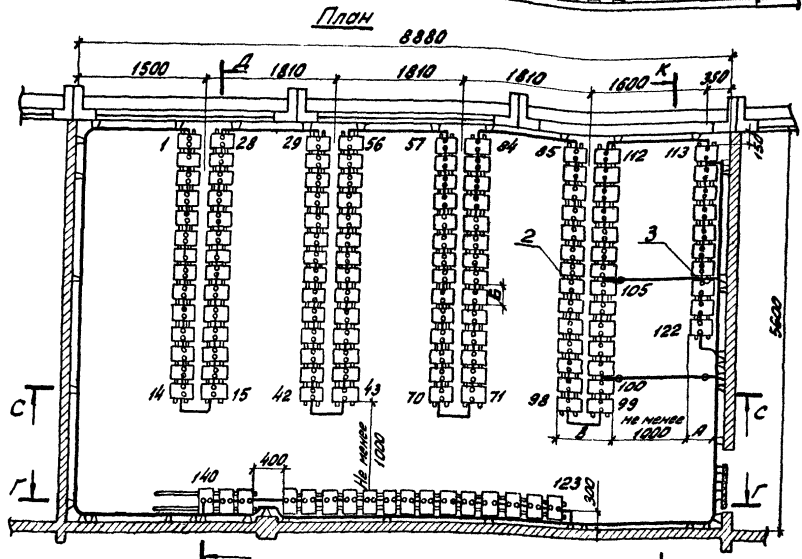 План
8880
1500
Д
1810
1810
1810
1600
К
350
150
1 28 29 56 57 84 85 112 113
2
3
Б
105
122
5600
14 15 42 43 70 71 98 100 99
С
С
В
не менее
1000
А
Не менее
1000
Г
140
400
123
300
Г